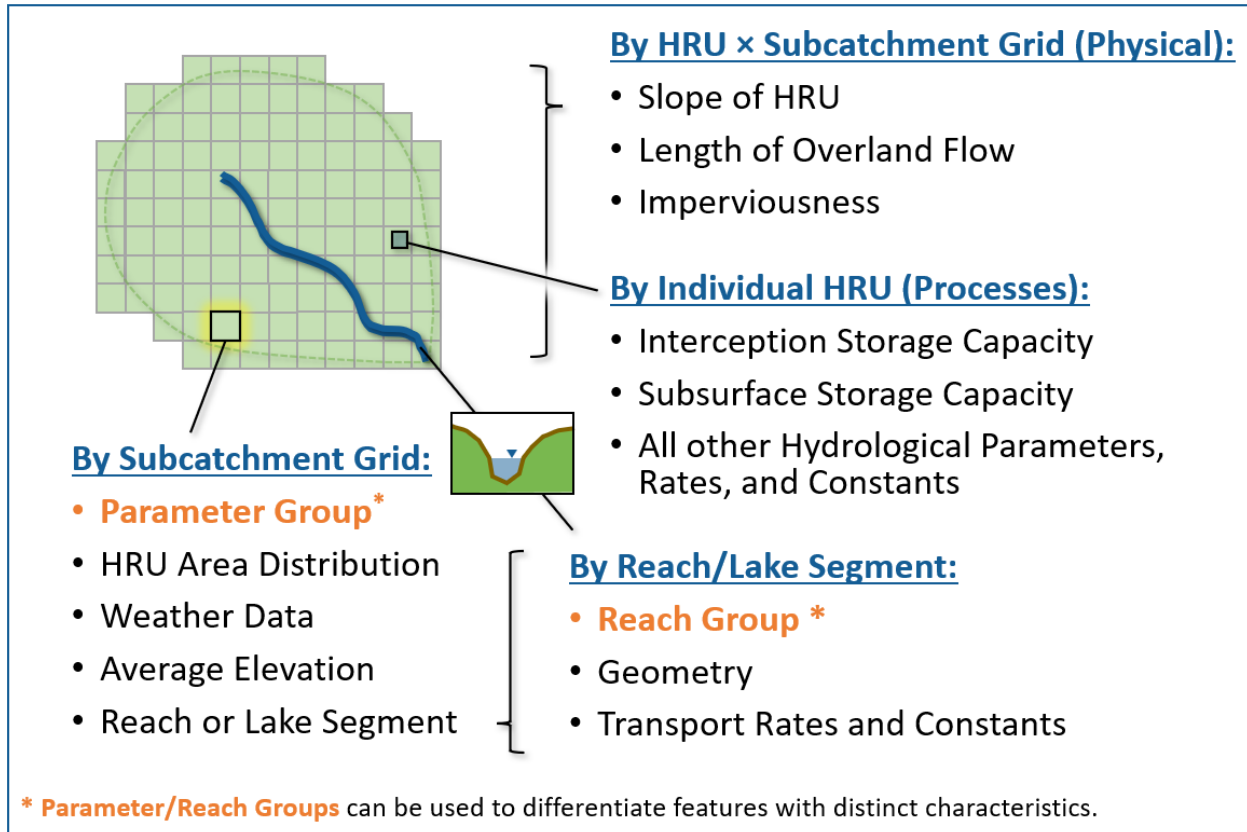 By HRU × Subcatchment Grid (Physical):
• Slope of HRU
• Length of Overland Flow
• Imperviousness
By Individual HRU (Processes):
• Interception Storage Capacity
• Subsurface Storage Capacity
• All other Hydrological Parameters,
Rates, and Constants
By Subcatchment Grid:
• Parameter Group*
• HRU Area Distribution
• Weather Data
• Average Elevation
• Reach or Lake Segment
By Reach/Lake Segment:
• Reach Group *
• Geometry
• Transport Rates and Constants
* Parameter/Reach Groups can be used to differentiate features with distinct characteristics.